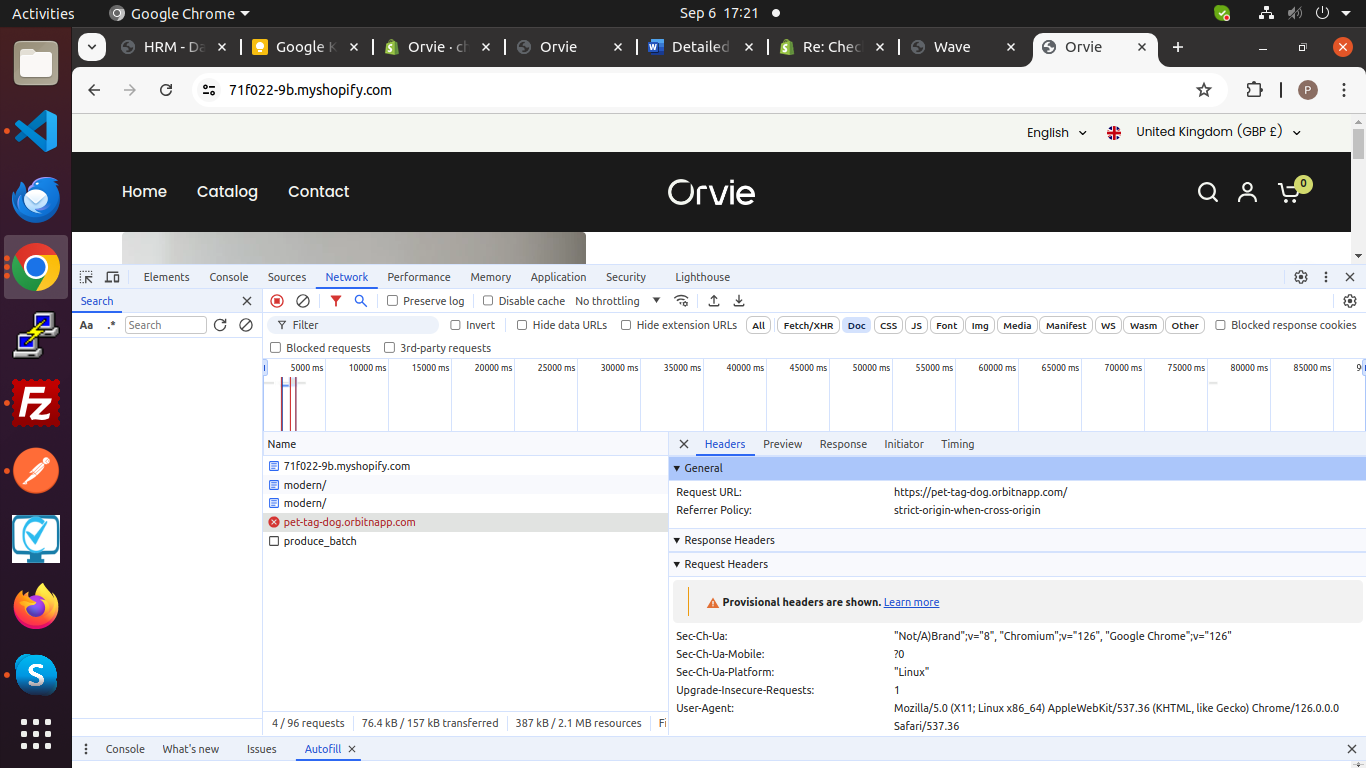 Activities Google Chrome Sep 6 17:21
HRM - Da Google K Orvie · ch Orvie Detailed Re: Chec Wave Orvie
71f022-9b.myshopify.com P
English United Kingdom (GBP £)
Home Catalog Contact Orvie 0
Elements Console Sources Network Performance Memory Application Security Lighthouse
Search Preserve log Disable cache No throttling
Aa .* Search Filter Invert Hide data URLs Hide extension URLs All Fetch/XHR Doc CSS JS Font Img Media Manifest WS Wasm Other Blocked response cookies
Blocked requests 3rd-party requests
5000 ms 10000 ms 15000 ms 20000 ms 25000 ms 30000 ms 35000 ms 40000 ms 45000 ms 50000 ms 55000 ms 60000 ms 65000 ms 70000 ms 75000 ms 80000 ms 85000 ms
Name Headers Preview Response Initiator Timing
71f022-9b.myshopify.com
modern/
modern/
pet-tag-dog.orbitnapp.com
produce_batch
General
Request URL: https://pet-tag-dog.orbitnapp.com/
Referrer Policy: strict-origin-when-cross-origin
Response Headers
Request Headers
Provisional headers are shown. Learn more
Sec-Ch-Ua: "Not/A)Brand";v="8", "Chromium";v="126", "Google Chrome";v="126"
Sec-Ch-Ua-Mobile: ?0
Sec-Ch-Ua-Platform: "Linux"
Upgrade-Insecure-Requests: 1
User-Agent: Mozilla/5.0 (X11; Linux x86_64) AppleWebKit/537.36 (KHTML, like Gecko) Chrome/126.0.0.0
Safari/537.36
4 / 96 requests 76.4 kB / 157 kB transferred 387 kB / 2.1 MB resources Fi
Console What's new Issues Autofill